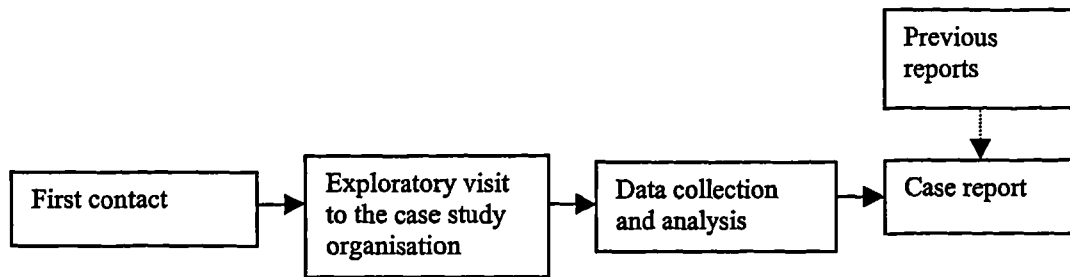 Previous
reports
First contact
Exploratory visit
to the case study
organisation
Data collection
and analysis
Case report